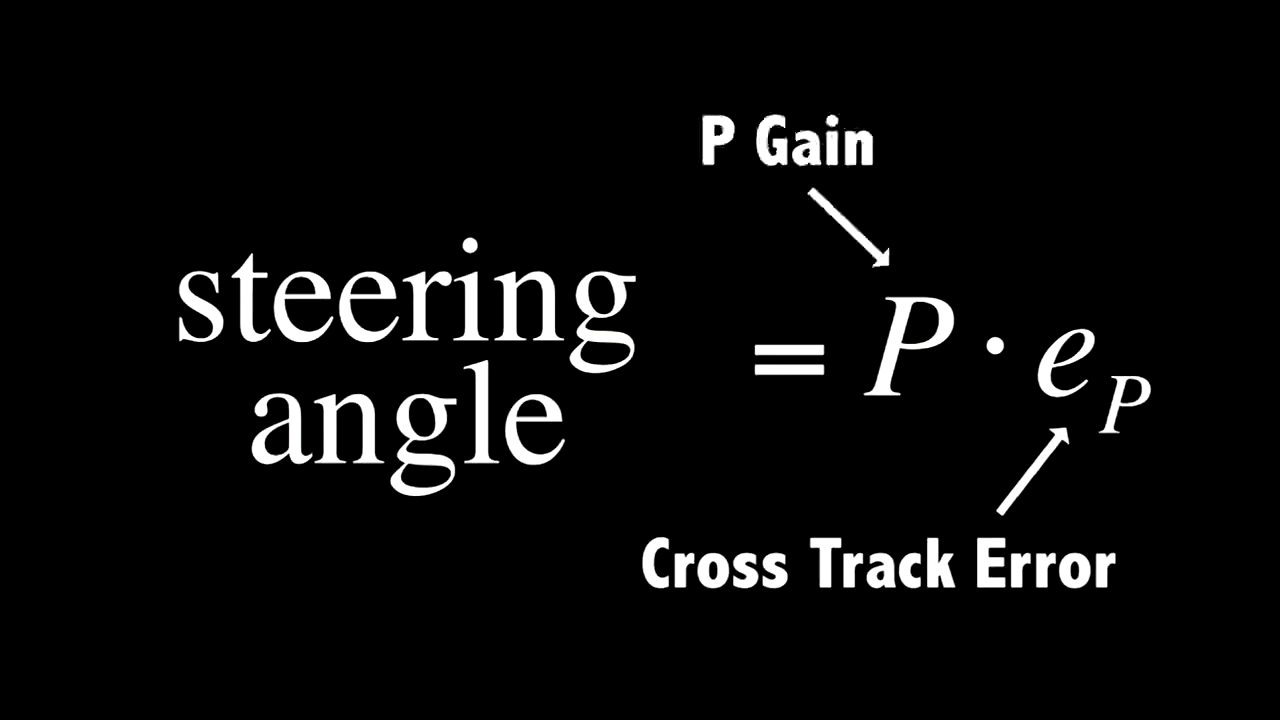 P Gain
steering
angle
= P · e_P
Cross Track Error